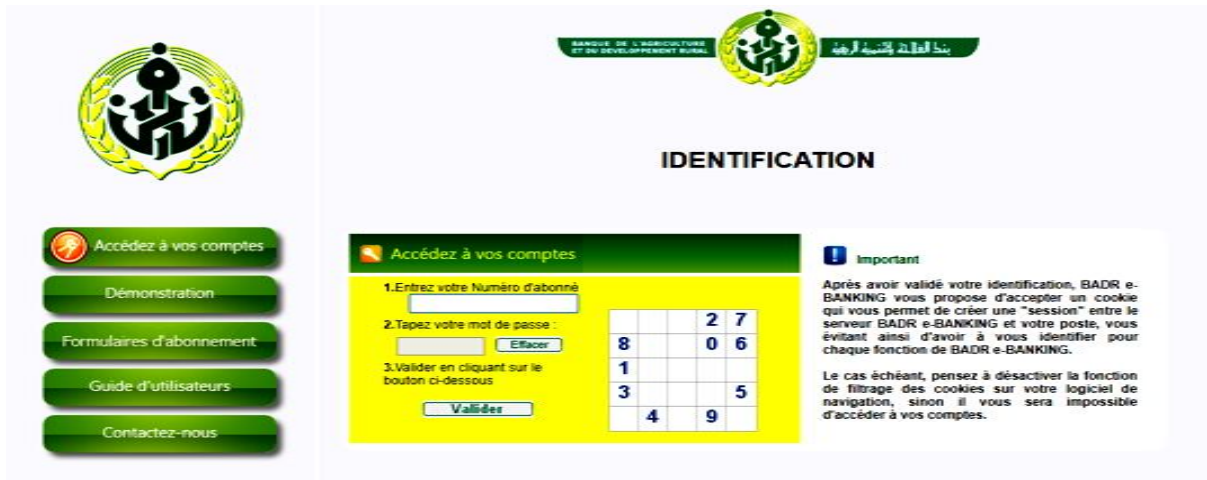 BANQUE DE L'AGRICULTURE
ET DU DEVELOPPEMENT RURAL
بنك الفلاحة والتنمية الريفية
IDENTIFICATION
Accédez à vos comptes
Démonstration
Formulaires d'abonnement
Guide d'utilisateurs
Contactez-nous
Accédez à vos comptes
1.Entrez votre Numéro d'abonné
2.Tapez votre mot de passe :
Effacer
3.Valider en cliquant sur le
bouton ci-dessous
Valider
2 7
8 0 6
1
3 5
4 9
Important
Après avoir validé votre identification, BADR e-
BANKING vous propose d'accepter un cookie
qui vous permet de créer une "session" entre le
serveur BADR e-BANKING et votre poste, vous
évitant ainsi d'avoir à vous identifier pour
chaque fonction de BADR e-BANKING.
Le cas échéant, pensez à désactiver la fonction
de filtrage des cookies sur votre logiciel de
navigation, sinon il vous sera impossible
d'accéder à vos comptes.